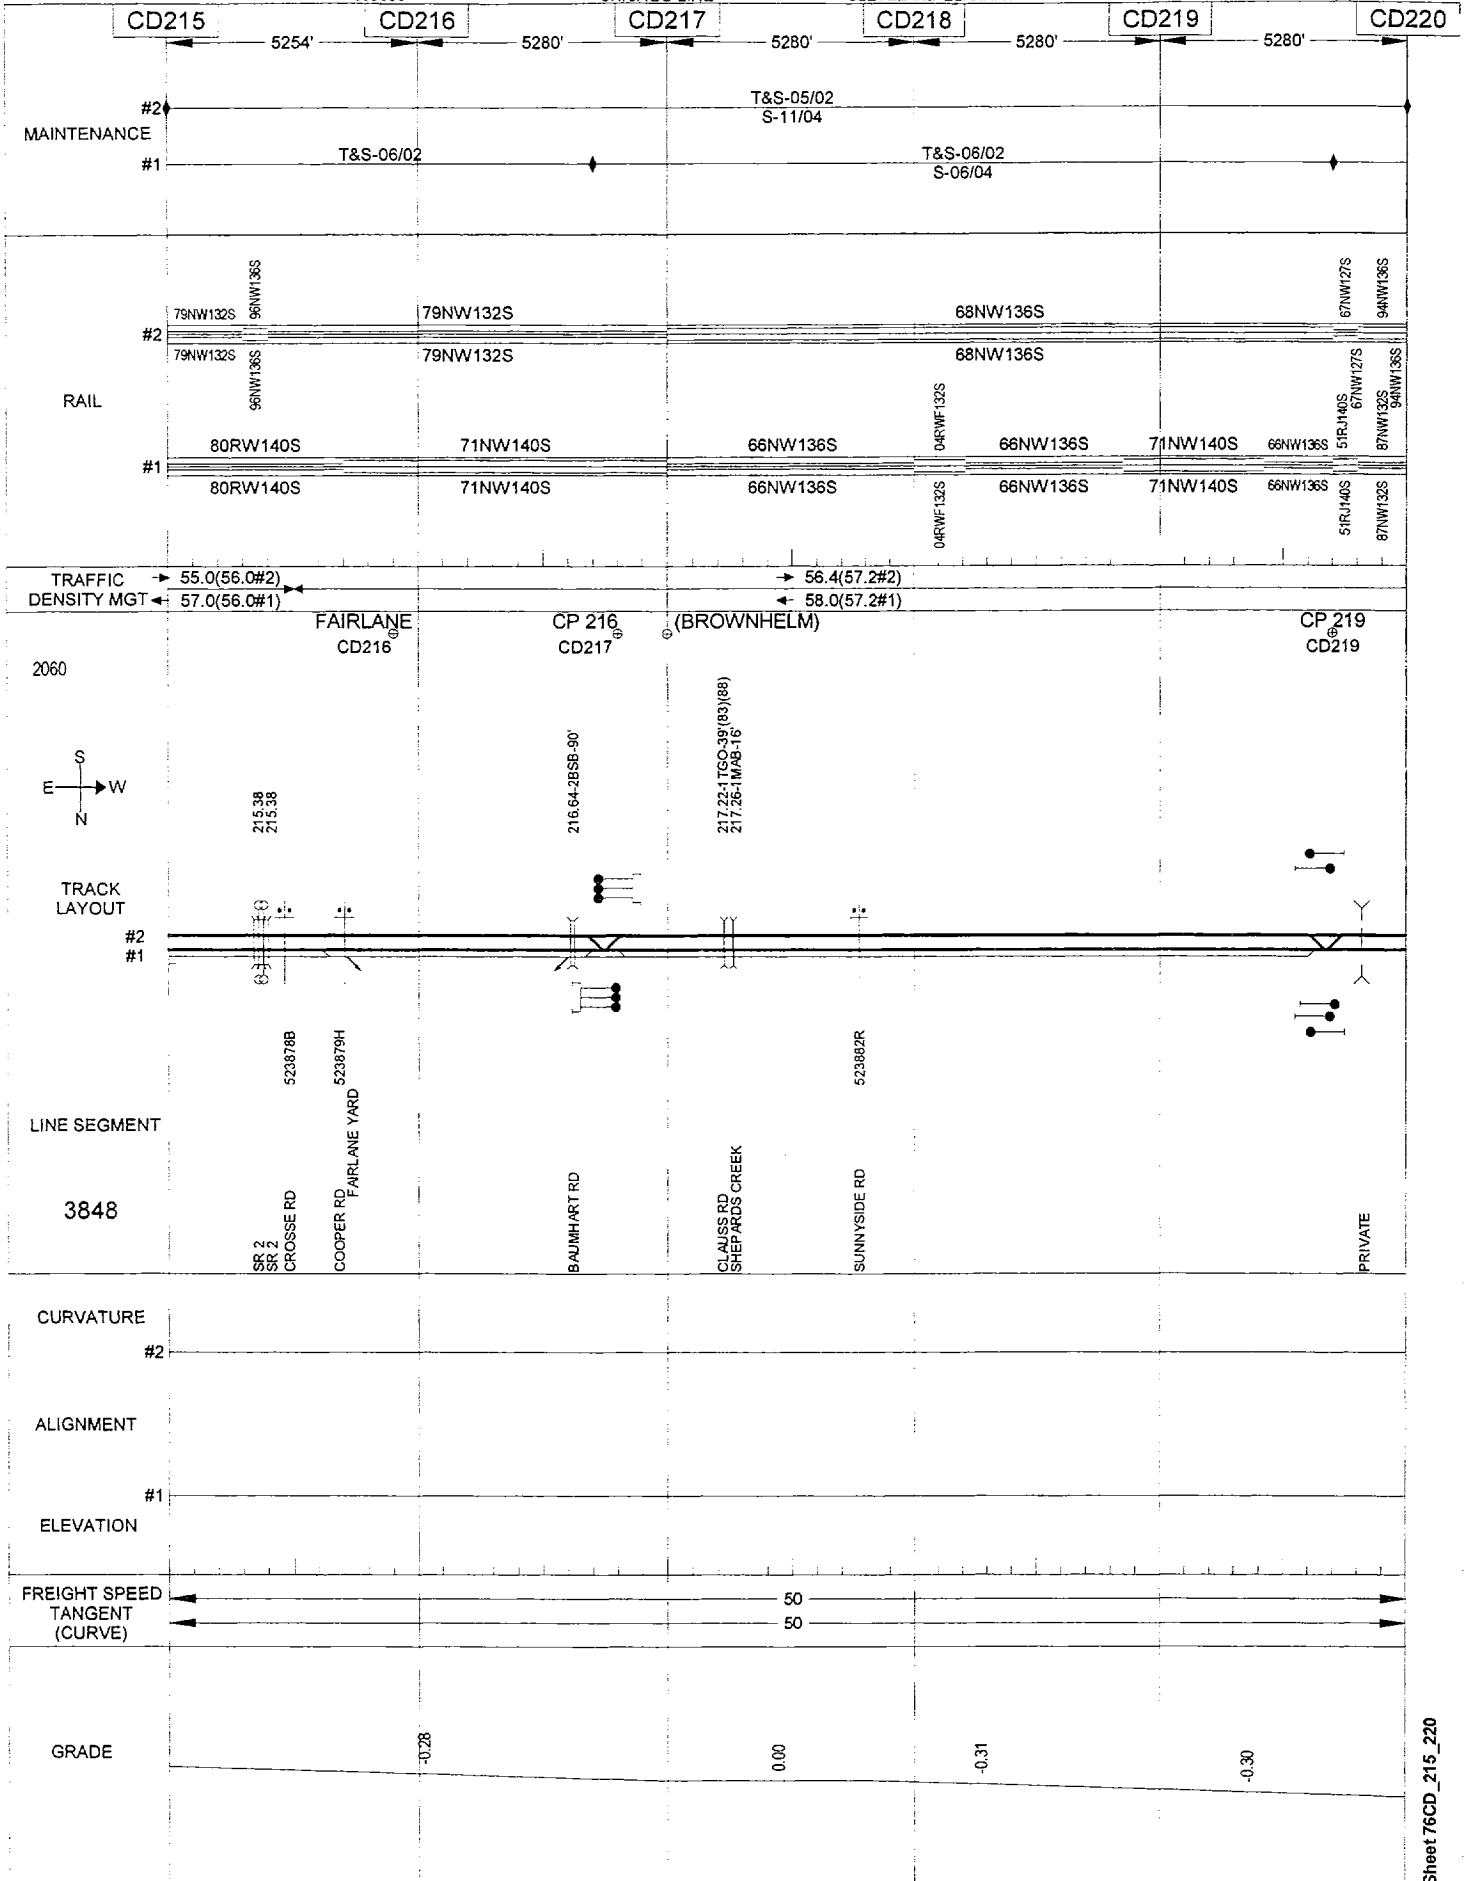 CD215 CD216 CD217 CD218 CD219 CD220
5254' 5280' 5280' 5280' 5280'
MAINTENANCE
#2
T&S-05/02
S-11/04
#1
T&S-06/02
T&S-06/02
S-06/04
RAIL
#2
79NW132S 96NW136S 79NW132S 68NW136S 67NW127S 94NW136S
79NW132S 96NW136S 79NW132S 68NW136S 67NW127S 94NW136S
#1
80RW140S 71NW140S 66NW136S 04RWF132S 66NW136S 71NW140S 66NW136S 51RJ140S 87NW132S
80RW140S 71NW140S 66NW136S 04RWF132S 66NW136S 71NW140S 66NW136S 51RJ140S 87NW132S
TRAFFIC
DENSITY MGT
55.0(56.0#2) 56.4(57.2#2)
57.0(56.0#1) 58.0(57.2#1)
FAIRLANE
CD216
CP 216
CD217
(BROWNHELM)
CP 219
CD219
2060
S
E W
N
215.38
215.38
216.64-2BSB-90'
217.22-1TGO-39'(83)(88)
217.26-1MAB-16'
TRACK
LAYOUT
#2
#1
LINE SEGMENT
3848
523878B
523879H
523882R
SR 2
SR 2
CROSSE RD
COOPER RD
FAIRLANE YARD
BAUMHART RD
CLAUSS RD
SHEPARDS CREEK
SUNNYSIDE RD
PRIVATE
CURVATURE
#2
ALIGNMENT
#1
ELEVATION
FREIGHT SPEED
TANGENT
(CURVE)
50
50
GRADE
-0.28
0.00
-0.31
-0.30
Sheet 76CD_215_220